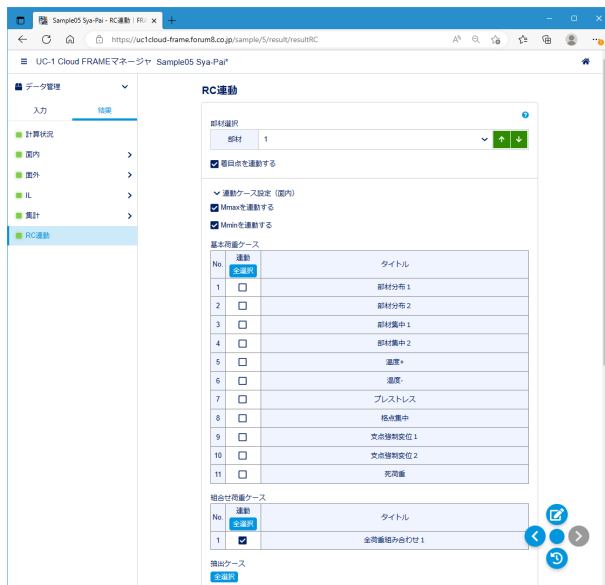 Sample05 Sya-Pai - RC連動 | FRA
https://uc1cloud-frame.forum8.co.jp/sample/5/result/resultRC
UC-1 Cloud FRAMEマネージャ Sample05 Sya-Pai*
データ管理
入力 結果
計算状況
面内
面外
IL
集計
RC連動
RC連動
部材選択
部材 1
着目点を連動する
連動ケース設定（面内）
Mmaxを連動する
Mminを連動する
基本荷重ケース
No. 連動 全選択 タイトル
1 部材分布1
2 部材分布2
3 部材集中1
4 部材集中2
5 温度+
6 温度-
7 プレストレス
8 格点集中
9 支点強制変位1
10 支点強制変位2
11 死荷重
組合せ荷重ケース
No. 連動 全選択 タイトル
1 全荷重組み合わせ1
抽出ケース
全選択